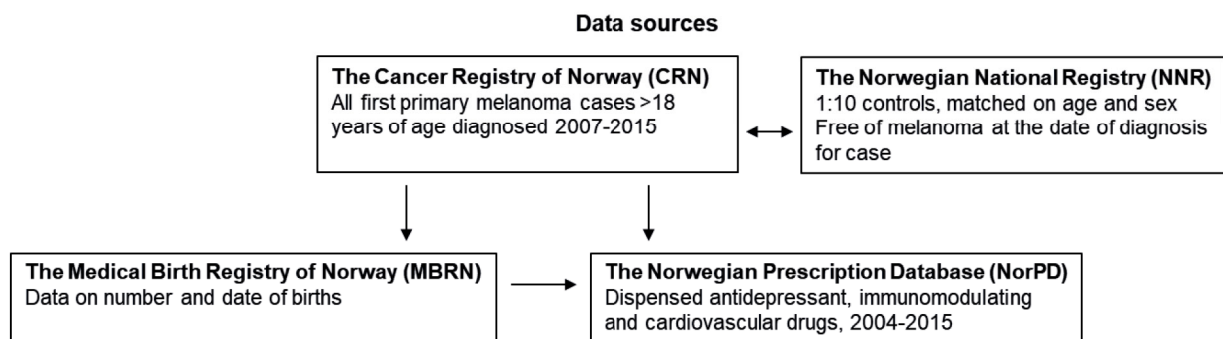 Data sources
The Cancer Registry of Norway (CRN)
All first primary melanoma cases >18
years of age diagnosed 2007-2015
The Norwegian National Registry (NNR)
1:10 controls, matched on age and sex
Free of melanoma at the date of diagnosis
for case
The Medical Birth Registry of Norway (MBRN)
Data on number and date of births
The Norwegian Prescription Database (NorPD)
Dispensed antidepressant, immunomodulating
and cardiovascular drugs, 2004-2015